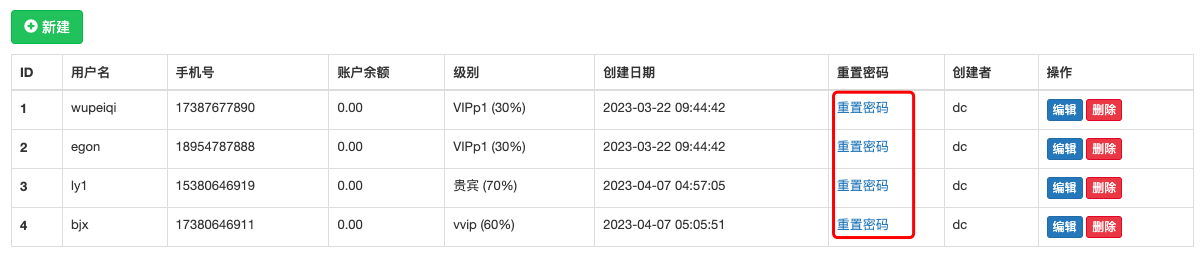 新建
ID 用户名 手机号 账户余额 级别 创建日期 重置密码 创建者 操作
1 wupeiqi 17387677890 0.00 VIPp1 (30%) 2023-03-22 09:44:42 重置密码 dc 编辑 删除
2 egon 18954787888 0.00 VIPp1 (30%) 2023-03-22 09:44:42 重置密码 dc 编辑 删除
3 ly1 15380646919 0.00 贵宾 (70%) 2023-04-07 04:57:05 重置密码 dc 编辑 删除
4 bjx 17380646911 0.00 vvip (60%) 2023-04-07 05:05:51 重置密码 dc 编辑 删除